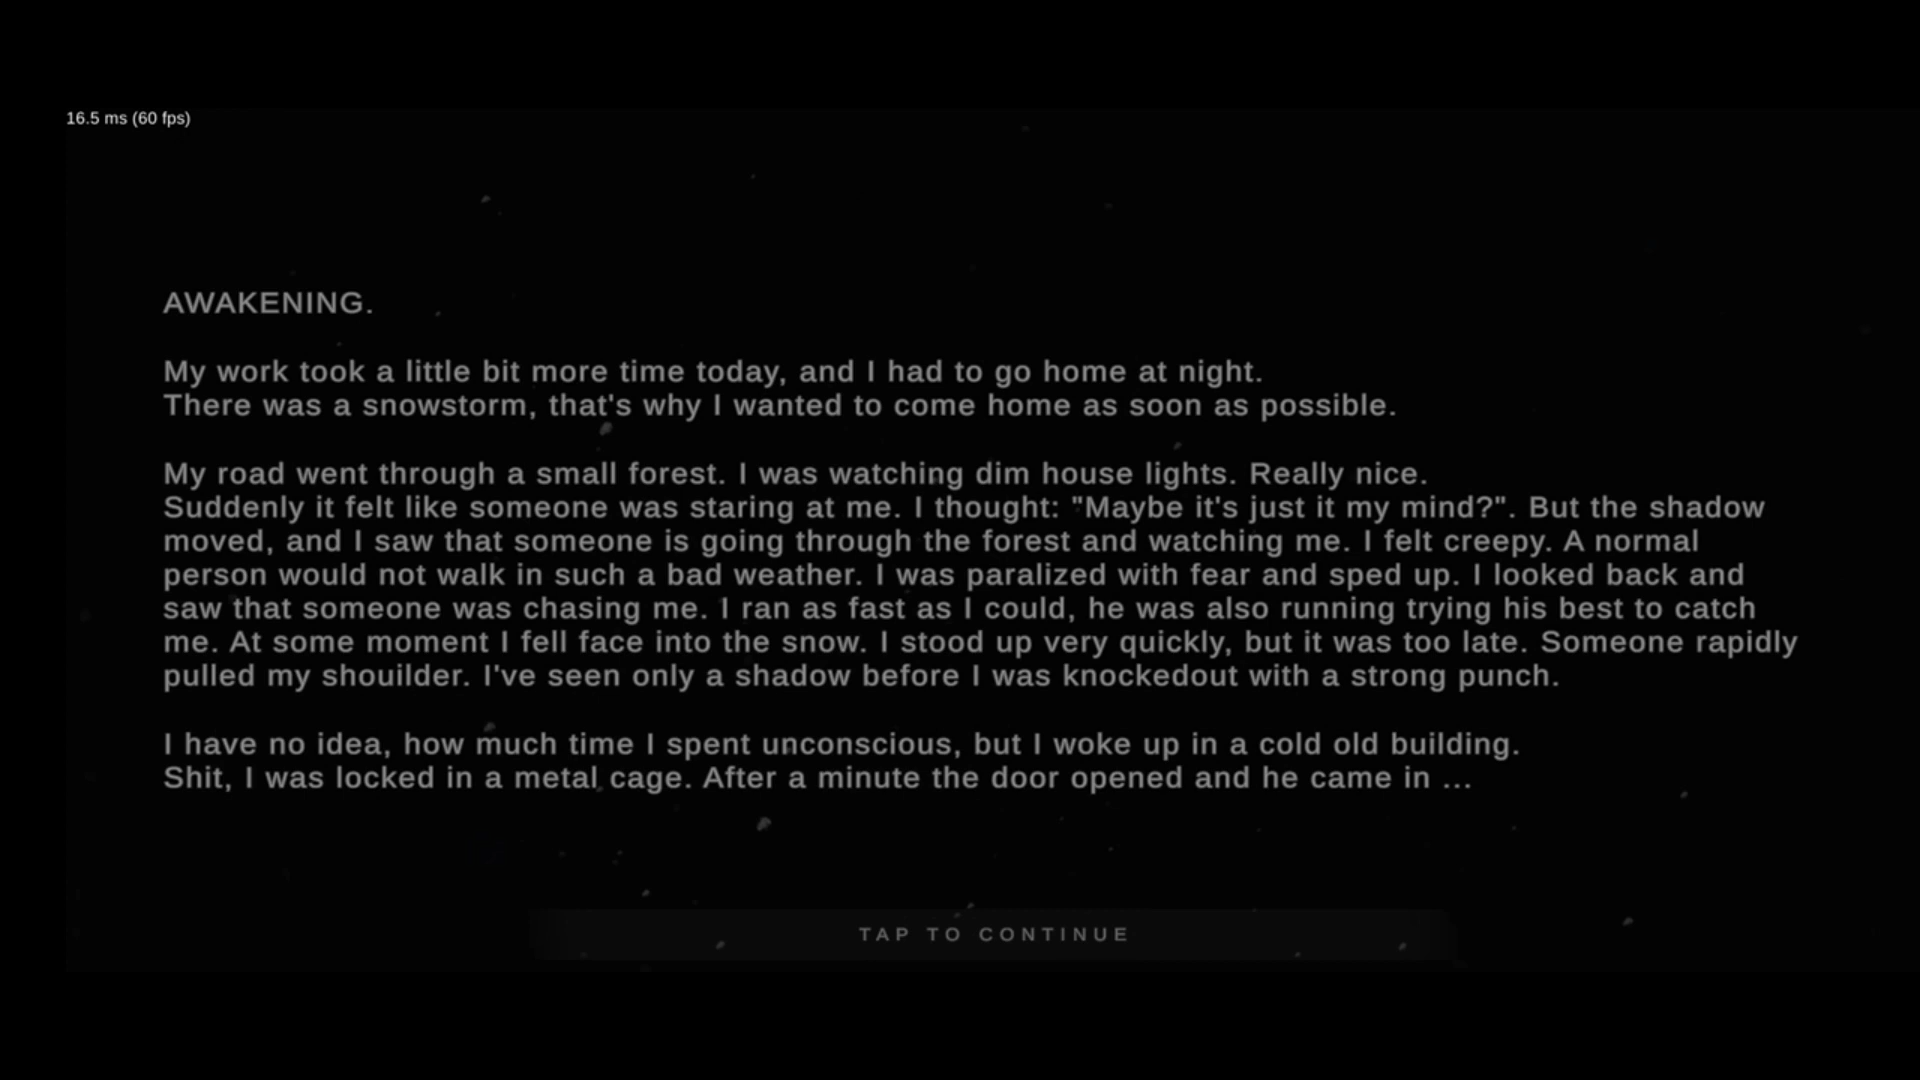 16.5 ms (60 fps)
AWAKENING.
My work took a little bit more time today, and I had to go home at night.
There was a snowstorm, that's why I wanted to come home as soon as possible.
My road went through a small forest. I was watching dim house lights. Really nice.
Suddenly it felt like someone was staring at me. I thought: "Maybe it's just it my mind?". But the shadow
moved, and I saw that someone is going through the forest and watching me. I felt creepy. A normal
person would not walk in such a bad weather. I was paralized with fear and sped up. I looked back and
saw that someone was chasing me. I ran as fast as I could, he was also running trying his best to catch
me. At some moment I fell face into the snow. I stood up very quickly, but it was too late. Someone rapidly
pulled my shouilder. I've seen only a shadow before I was knockedout with a strong punch.
I have no idea, how much time I spent unconscious, but I woke up in a cold old building.
Shit, I was locked in a metal cage. After a minute the door opened and he came in ...
TAP TO CONTINUE